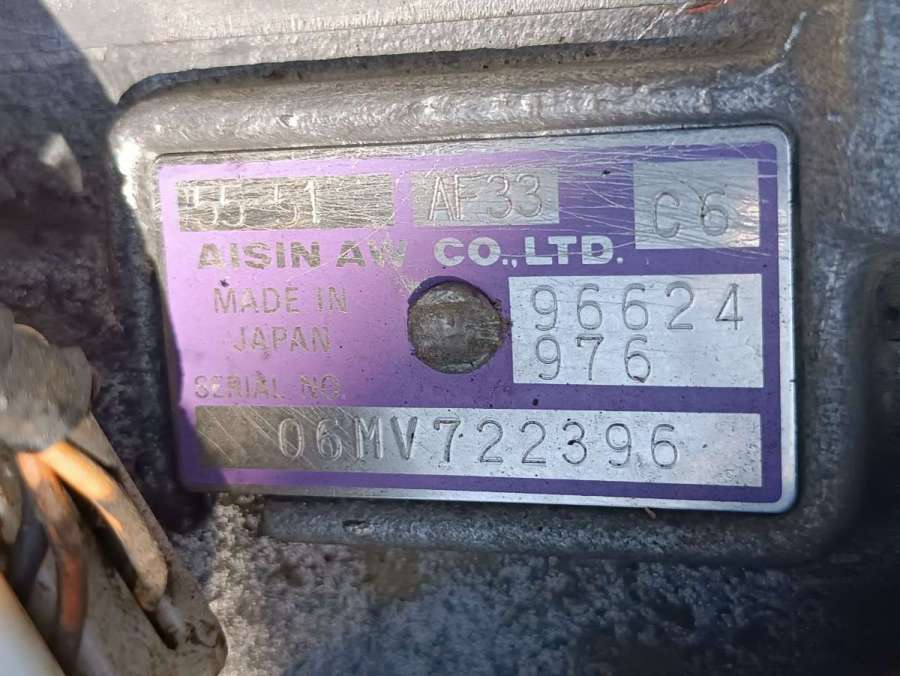 55-51 AF33 C6
AISIN AW CO.,LTD.
MADE IN
JAPAN
96624
976
SERIAL NO.
06MV722396